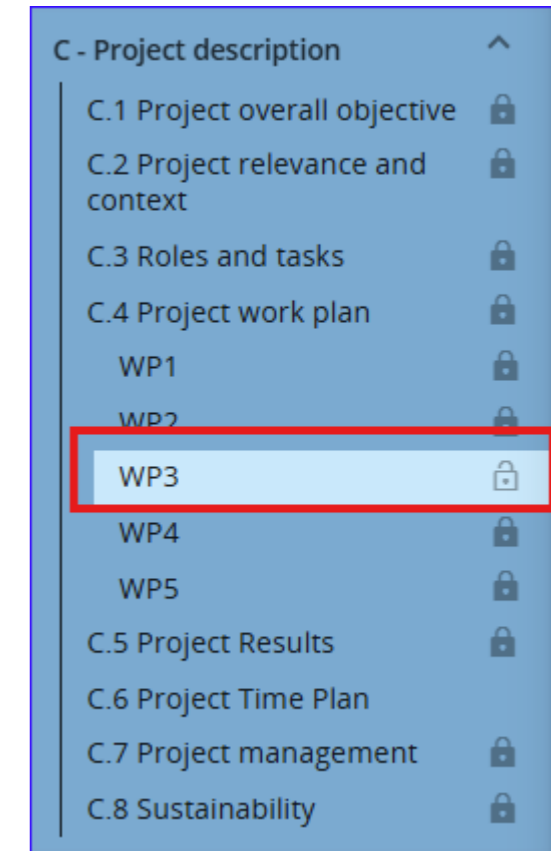 C - Project description
C.1 Project overall objective
C.2 Project relevance and
context
C.3 Roles and tasks
C.4 Project work plan
WP1
WP2
WP3
WP4
WP5
C.5 Project Results
C.6 Project Time Plan
C.7 Project management
C.8 Sustainability